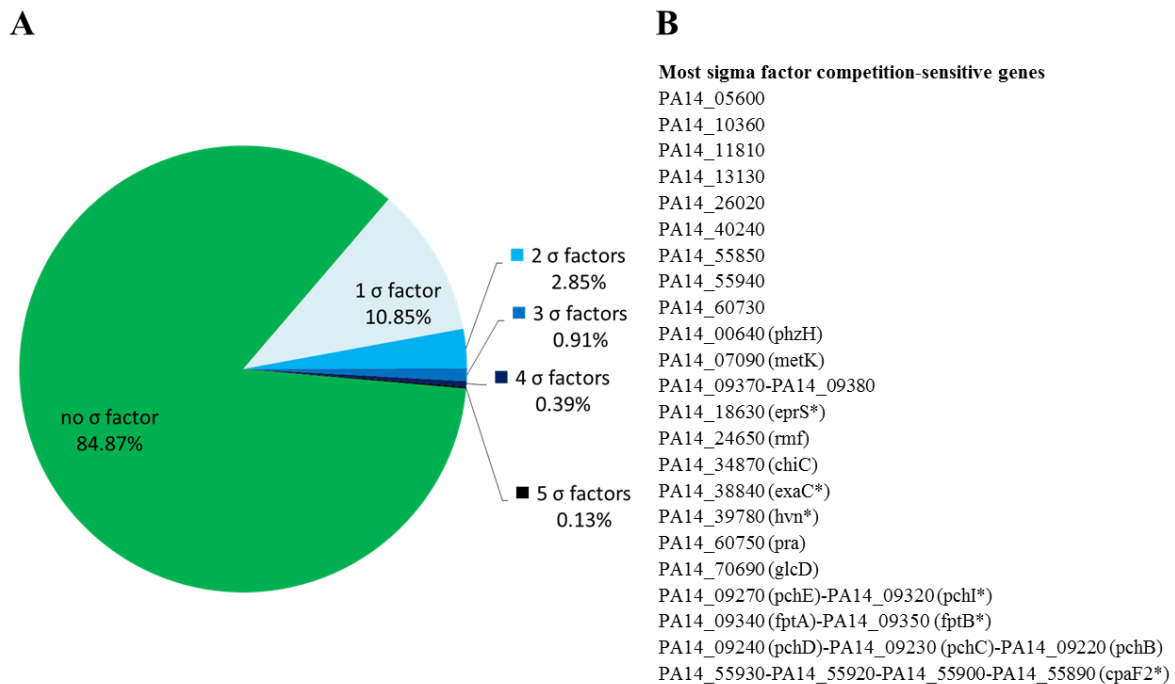 A
no σ factor
84.87%
1 σ factor
10.85%
2 σ factors
2.85%
3 σ factors
0.91%
4 σ factors
0.39%
5 σ factors
0.13%
B
Most sigma factor competition-sensitive genes
PA14_05600
PA14_10360
PA14_11810
PA14_13130
PA14_26020
PA14_40240
PA14_55850
PA14_55940
PA14_60730
PA14_00640 (phzH)
PA14_07090 (metK)
PA14_09370-PA14_09380
PA14_18630 (eprS*)
PA14_24650 (rmf)
PA14_34870 (chiC)
PA14_38840 (exaC*)
PA14_39780 (hvn*)
PA14_60750 (pra)
PA14_70690 (glcD)
PA14_09270 (pchE)-PA14_09320 (pchI*)
PA14_09340 (fptA)-PA14_09350 (fptB*)
PA14_09240 (pchD)-PA14_09230 (pchC)-PA14_09220 (pchB)
PA14_55930-PA14_55920-PA14_55900-PA14_55890 (cpaF2*)